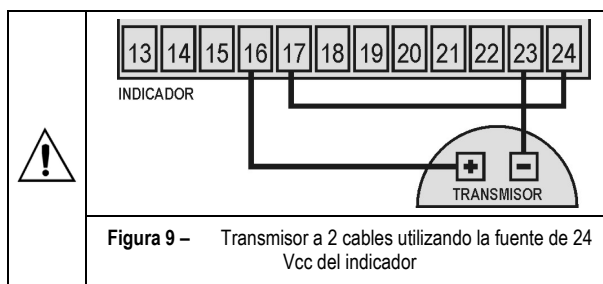 13 14 15 16 17 18 19 20 21 22 23 24
INDICADOR
+ -
TRANSMISOR
Figura 9 – Transmisor a 2 cables utilizando la fuente de 24
Vcc del indicador